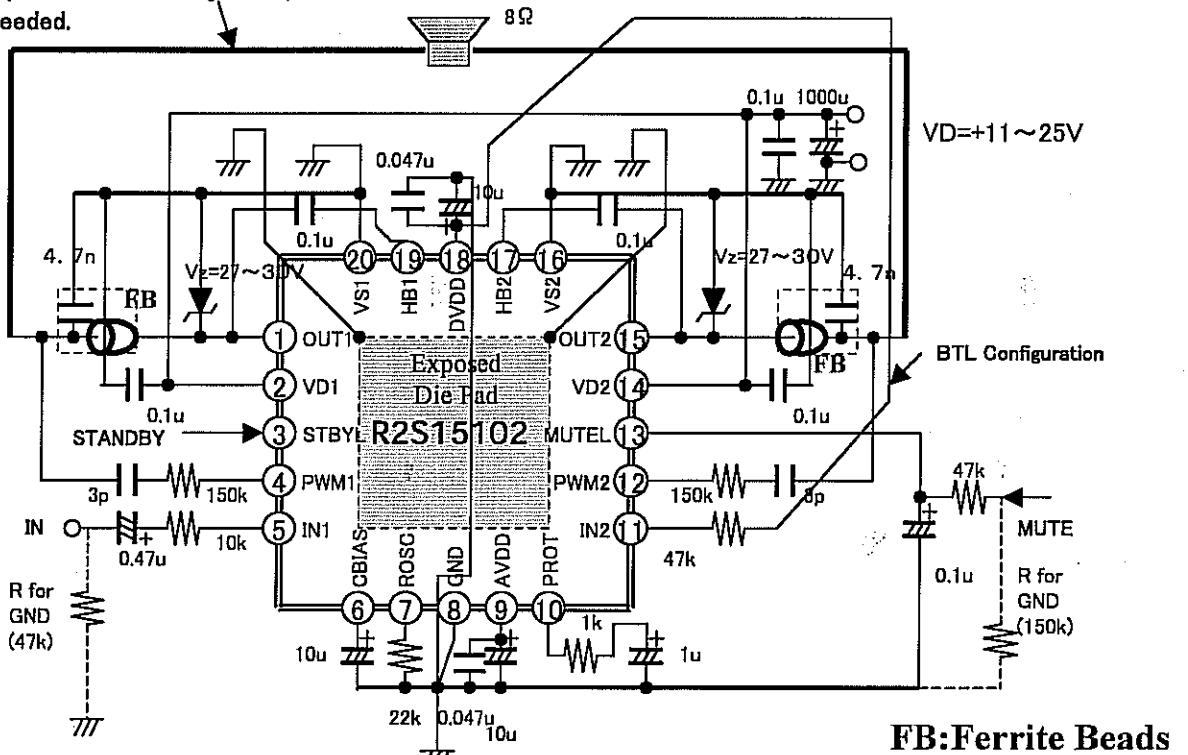 8Ω
eeded.
0.1u 1000u
VD=+11～25V
0.047u
10u
0.1u
0.1u
4. 7n
Vz=27～30V
Vz=27～30V
4. 7n
FB
FB
20 19 18 17 16
VS1 HB1 DVDD HB2 VS2
1 OUT1
OUT2 15
2 VD1
VD2 14
3 STBYL
MUTEL 13
4 PWM1
PWM2 12
5 IN1
IN2 11
Exposed
Die Pad
R2S15102
BTL Configuration
0.1u
0.1u
STANDBY
3p 150k
150k 3p
47k
MUTE
IN
0.47u 10k
47k
0.1u
R for
GND
(47k)
R for
GND
(150k)
CBIAS ROSC GND AVDD PROT
6 7 8 9 10
1k
10u
1u
22k 0.047u
10u
FB:Ferrite Beads